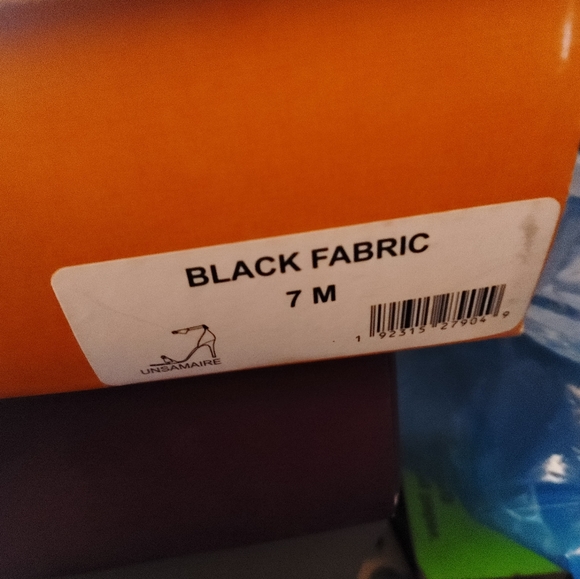 BLACK FABRIC
7 M
UNSAMAIRE
1 92315 27904 9